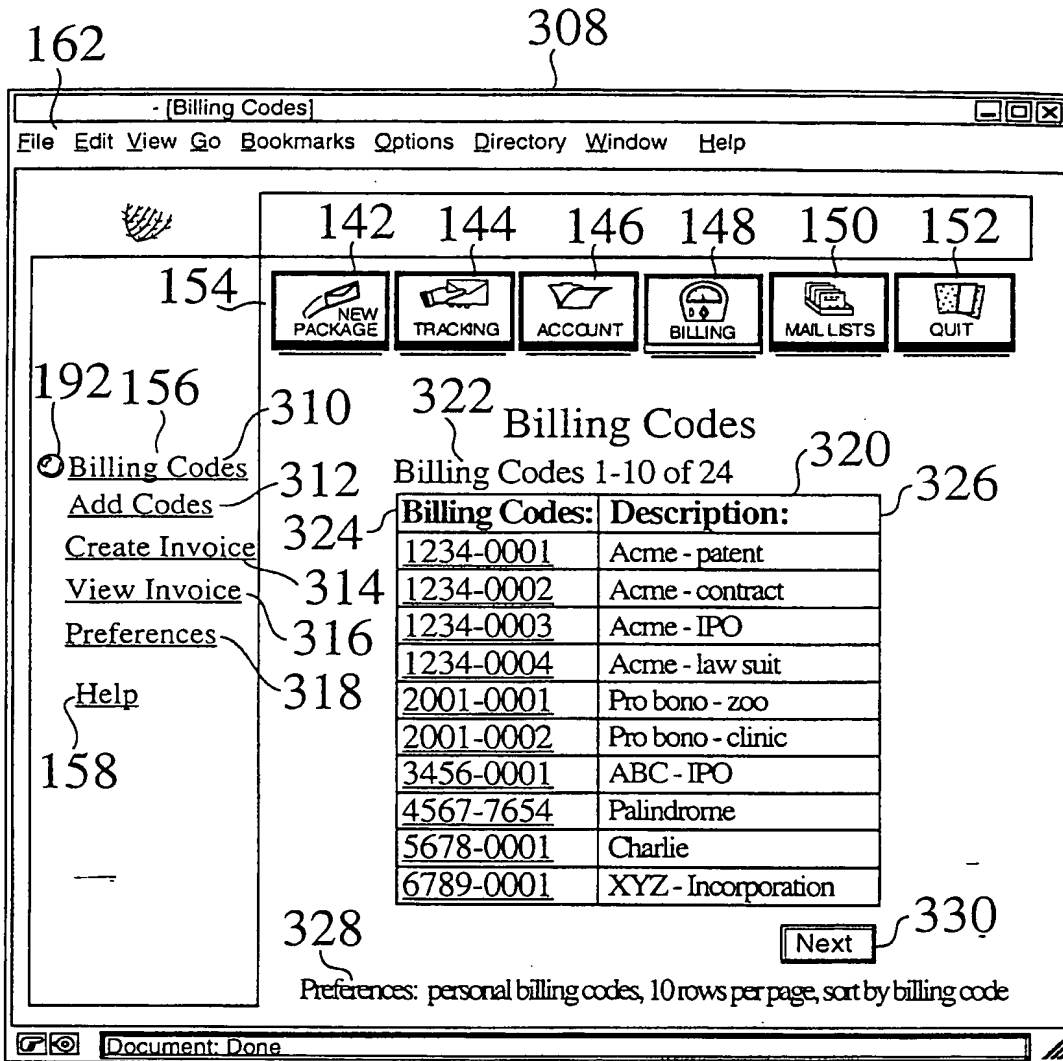 308
162
- [Billing Codes]
File Edit View Go Bookmarks Options Directory Window Help
142 144 146 148 150 152
154
NEW PACKAGE TRACKING ACCOUNT BILLING MAIL LISTS QUIT
192 156 310
322
Billing Codes
Billing Codes
Billing Codes 1-10 of 24
320
326
Add Codes
312
324
Billing Codes: Description:
Create Invoice
314
1234-0001 Acme - patent
View Invoice
316
1234-0002 Acme - contract
Preferences
318
1234-0003 Acme - IPO
1234-0004 Acme - law suit
Help
158
2001-0001 Pro bono - zoo
2001-0002 Pro bono - clinic
3456-0001 ABC - IPO
4567-7654 Palindrome
5678-0001 Charlie
6789-0001 XYZ - Incorporation
Next
330
328
Preferences: personal billing codes, 10 rows per page, sort by billing code
Document: Done